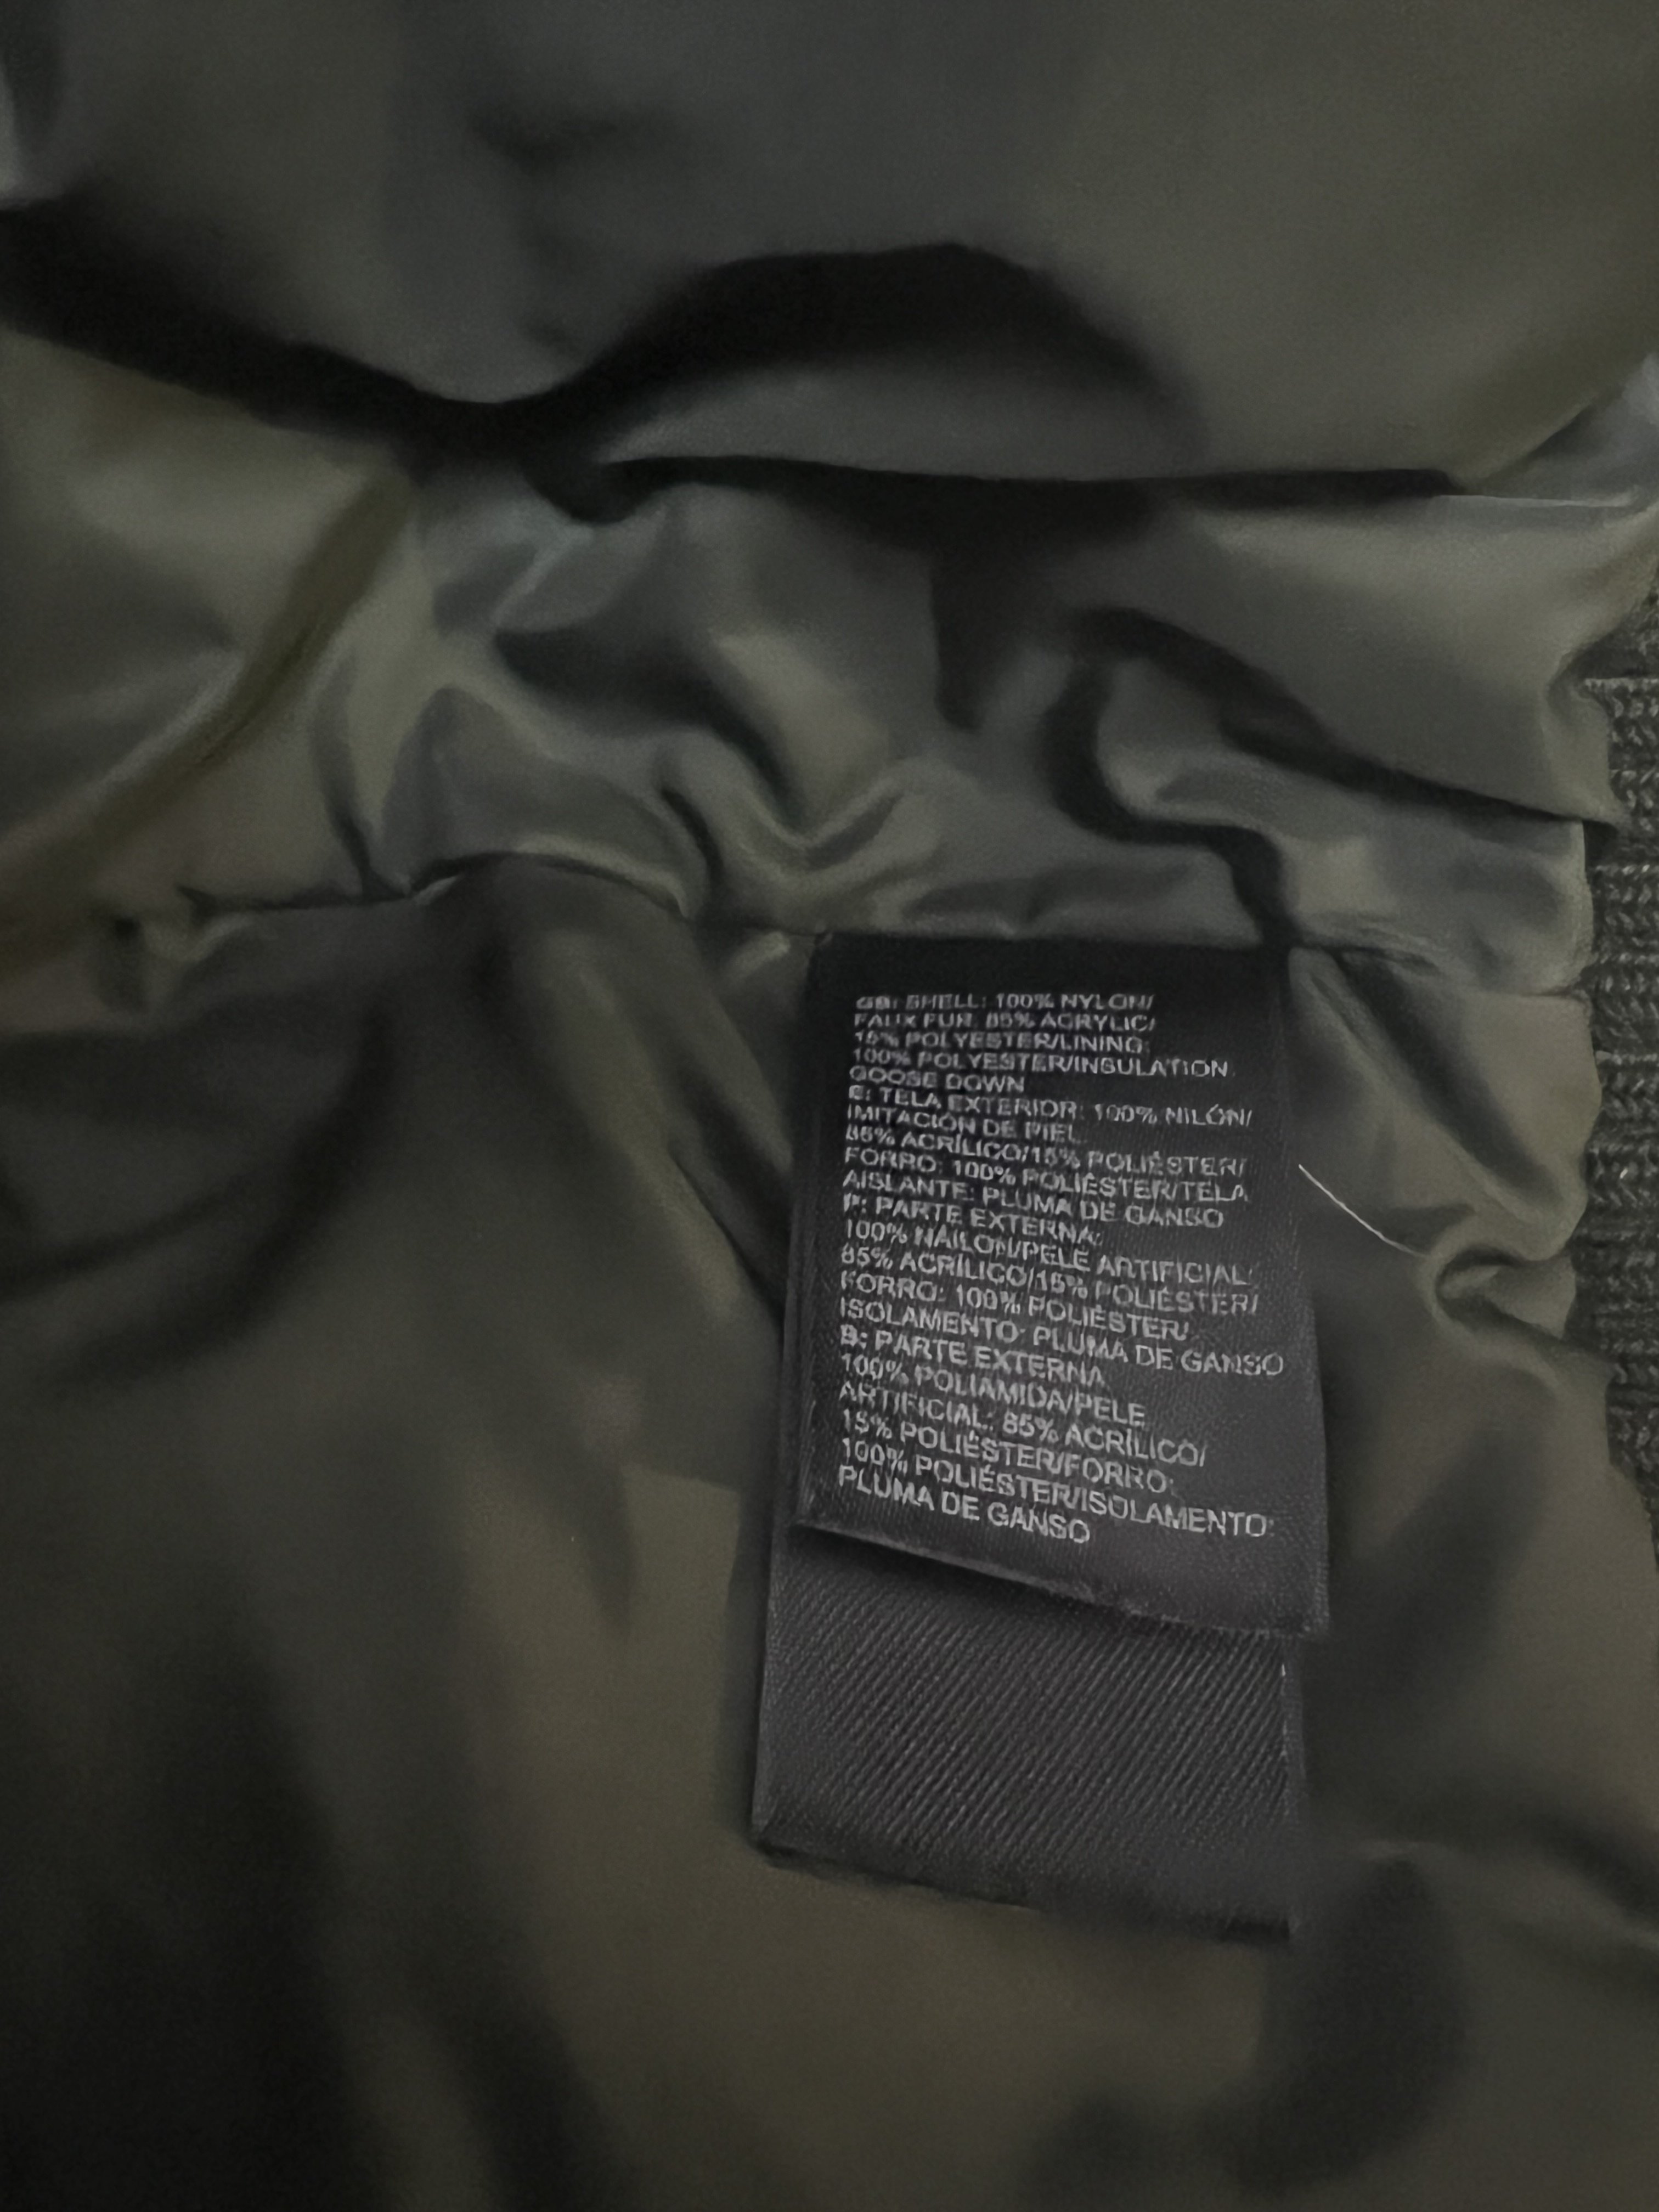 GB: SHELL: 100% NYLON/
FAUX FUR: 85% ACRYLIC/
15% POLYESTER/LINING:
100% POLYESTER/INSULATION:
GOOSE DOWN
E: TELA EXTERIOR: 100% NILÓN/
IMITACIÓN DE PIEL:
85% ACRÍLICO/15% POLIÉSTER/
FORRO: 100% POLIÉSTER/TELA
AISLANTE: PLUMA DE GANSO
P: PARTE EXTERNA:
100% NAILON/PELE ARTIFICIAL:
85% ACRÍLICO/15% POLIÉSTER/
FORRO: 100% POLIÉSTER/
ISOLAMENTO: PLUMA DE GANSO
B: PARTE EXTERNA
100% POLIAMIDA/PELE
ARTIFICIAL: 85% ACRÍLICO/
15% POLIÉSTER/FORRO:
100% POLIÉSTER/ISOLAMENTO:
PLUMA DE GANSO